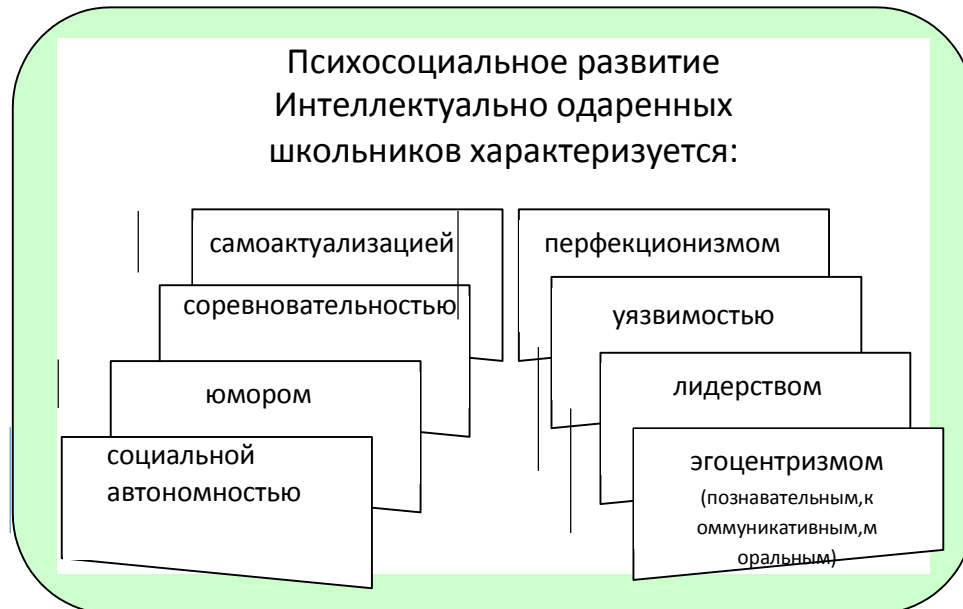 Психосоциальное развитие
Интеллектуально одаренных
школьников характеризуется:
самоактуализацией
соревновательностью
юмором
социальной
автономностью
перфекционизмом
уязвимостью
лидерством
эгоцентризмом
(познавательным,к
оммуникативным,м
оральным)